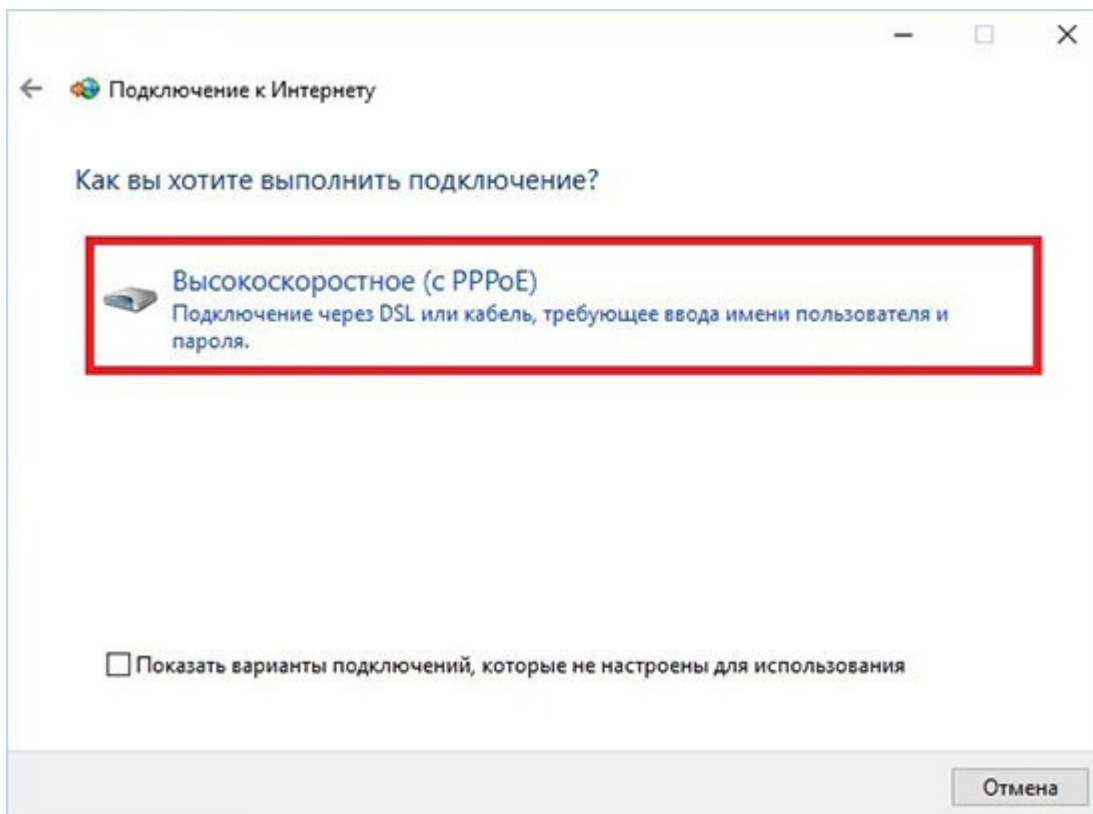 Подключение к Интернету
Как вы хотите выполнить подключение?
Высокоскоростное (с PPPoE)
Подключение через DSL или кабель, требующее ввода имени пользователя и
пароля.
Показать варианты подключений, которые не настроены для использования
Отмена